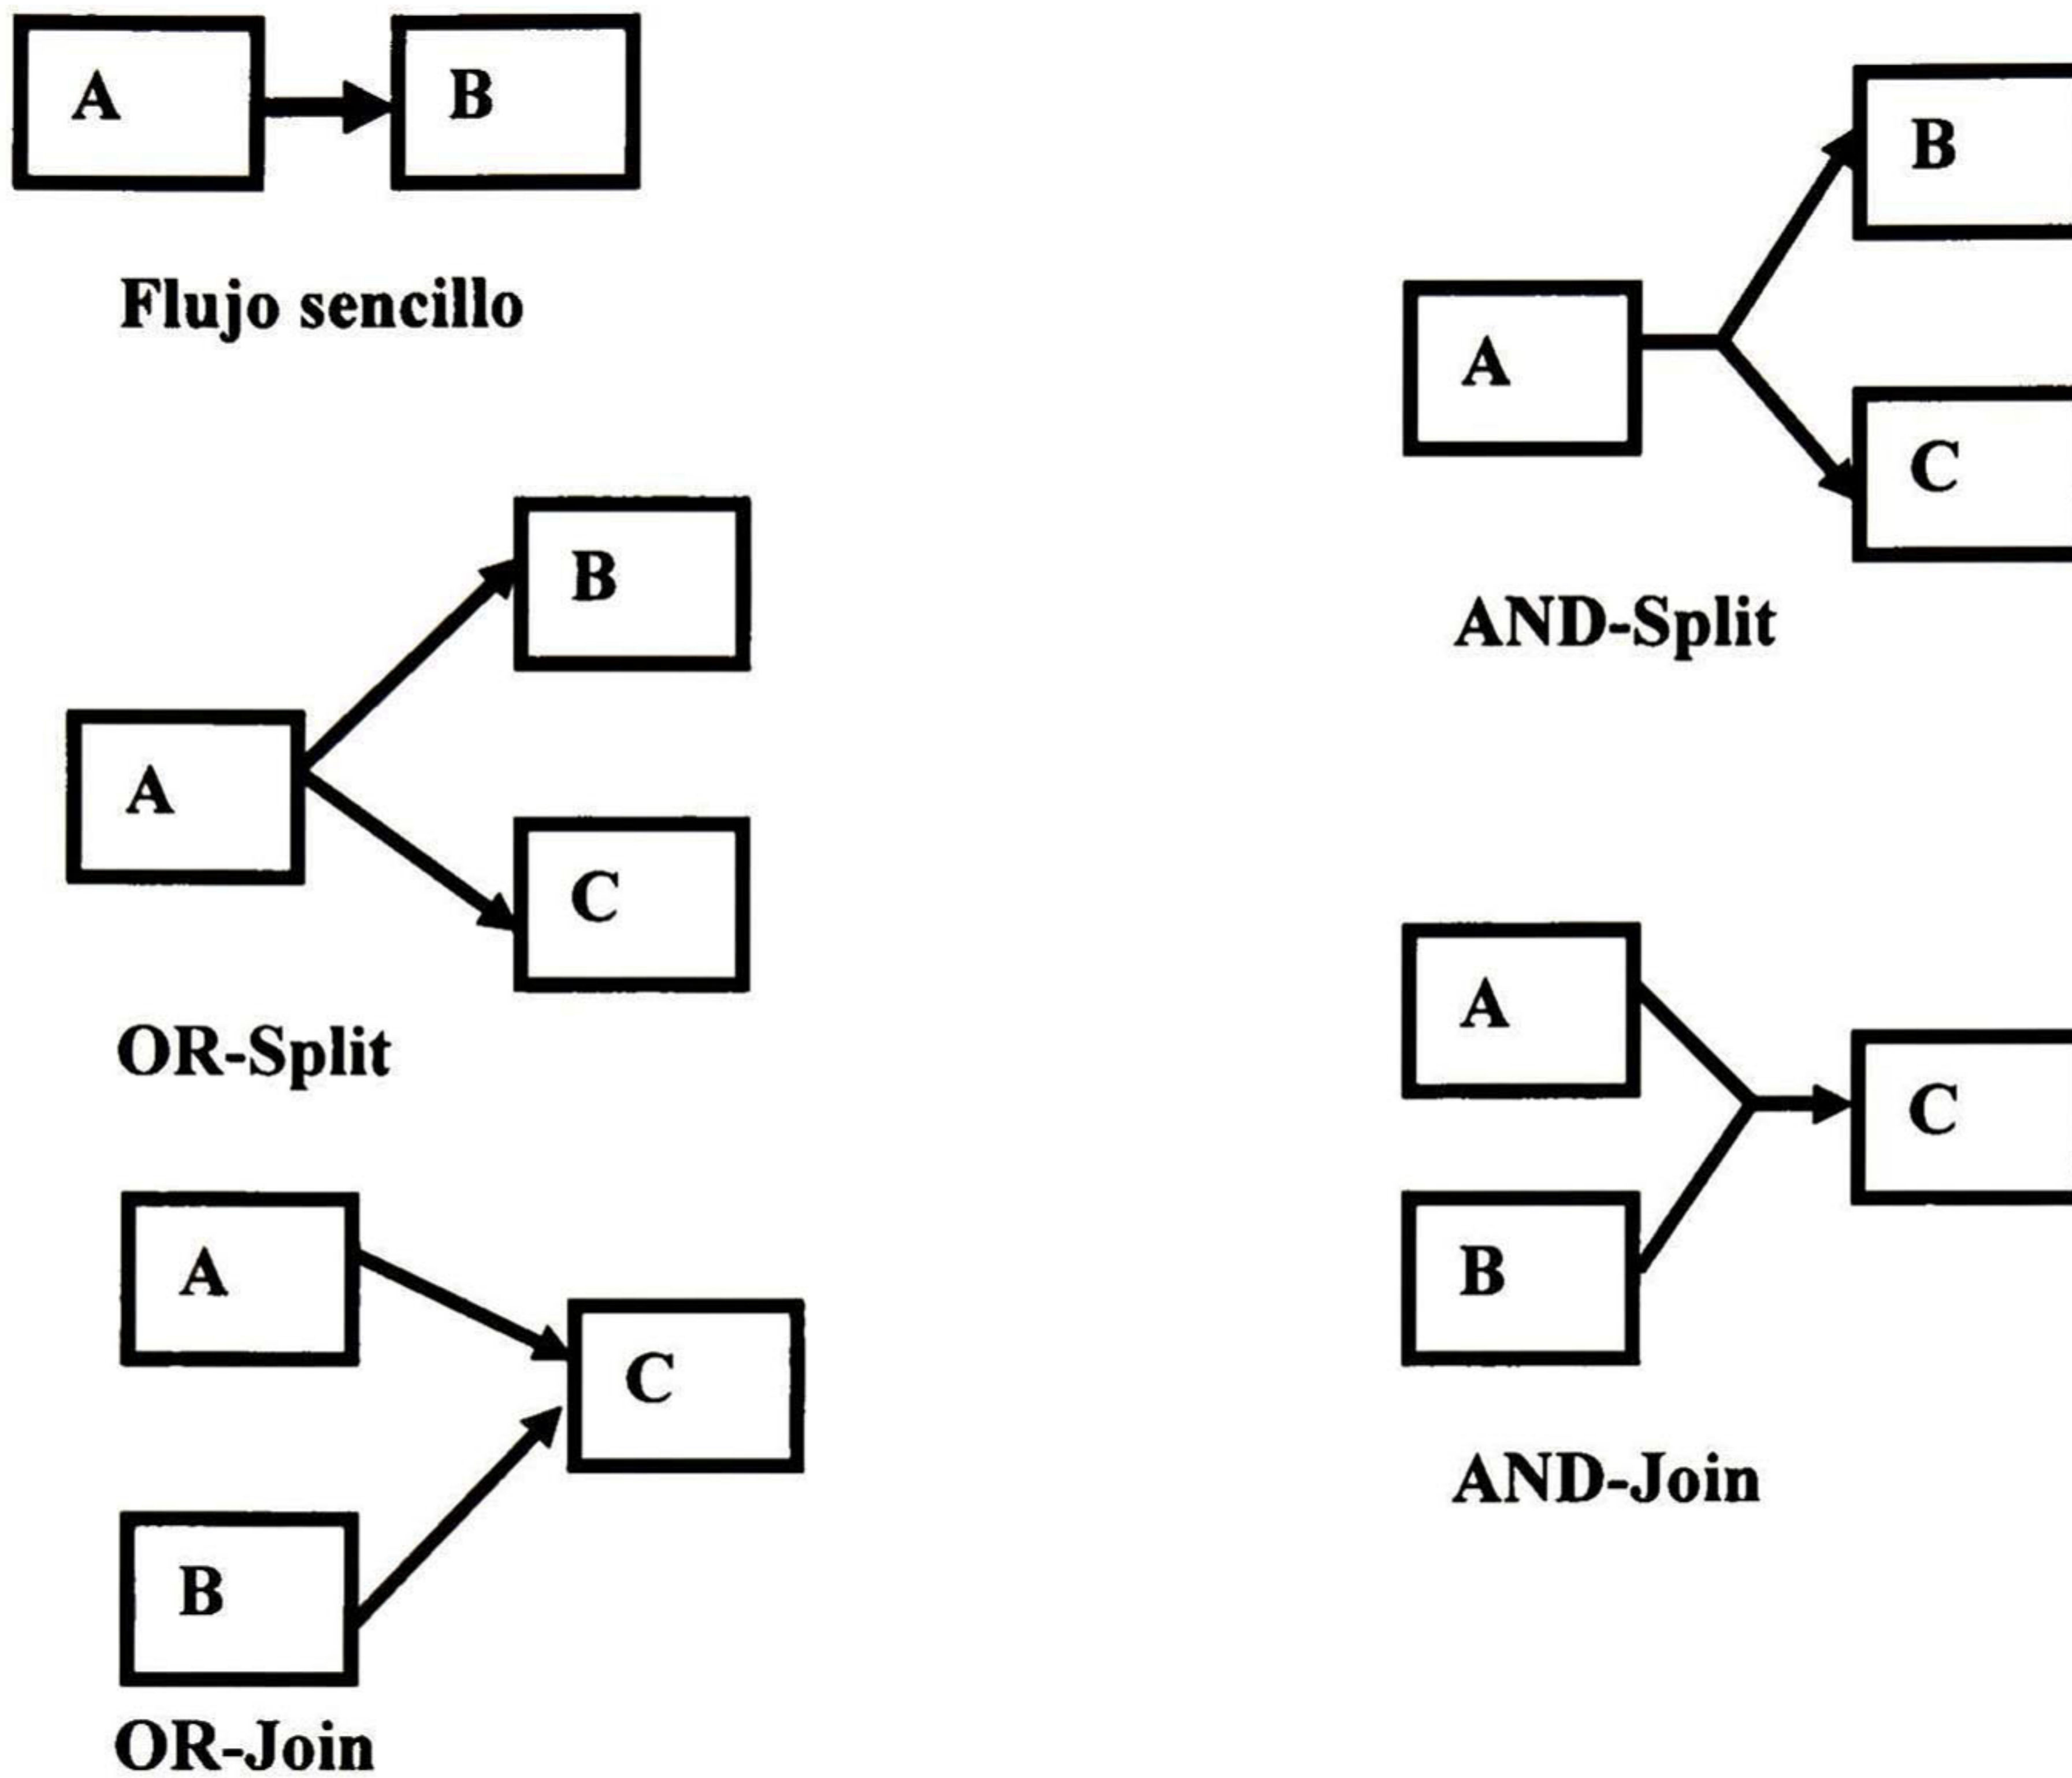 A
B
Flujo sencillo
B
A
C
AND-Split
B
A
C
OR-Split
A
C
B
AND-Join
A
C
B
OR-Join